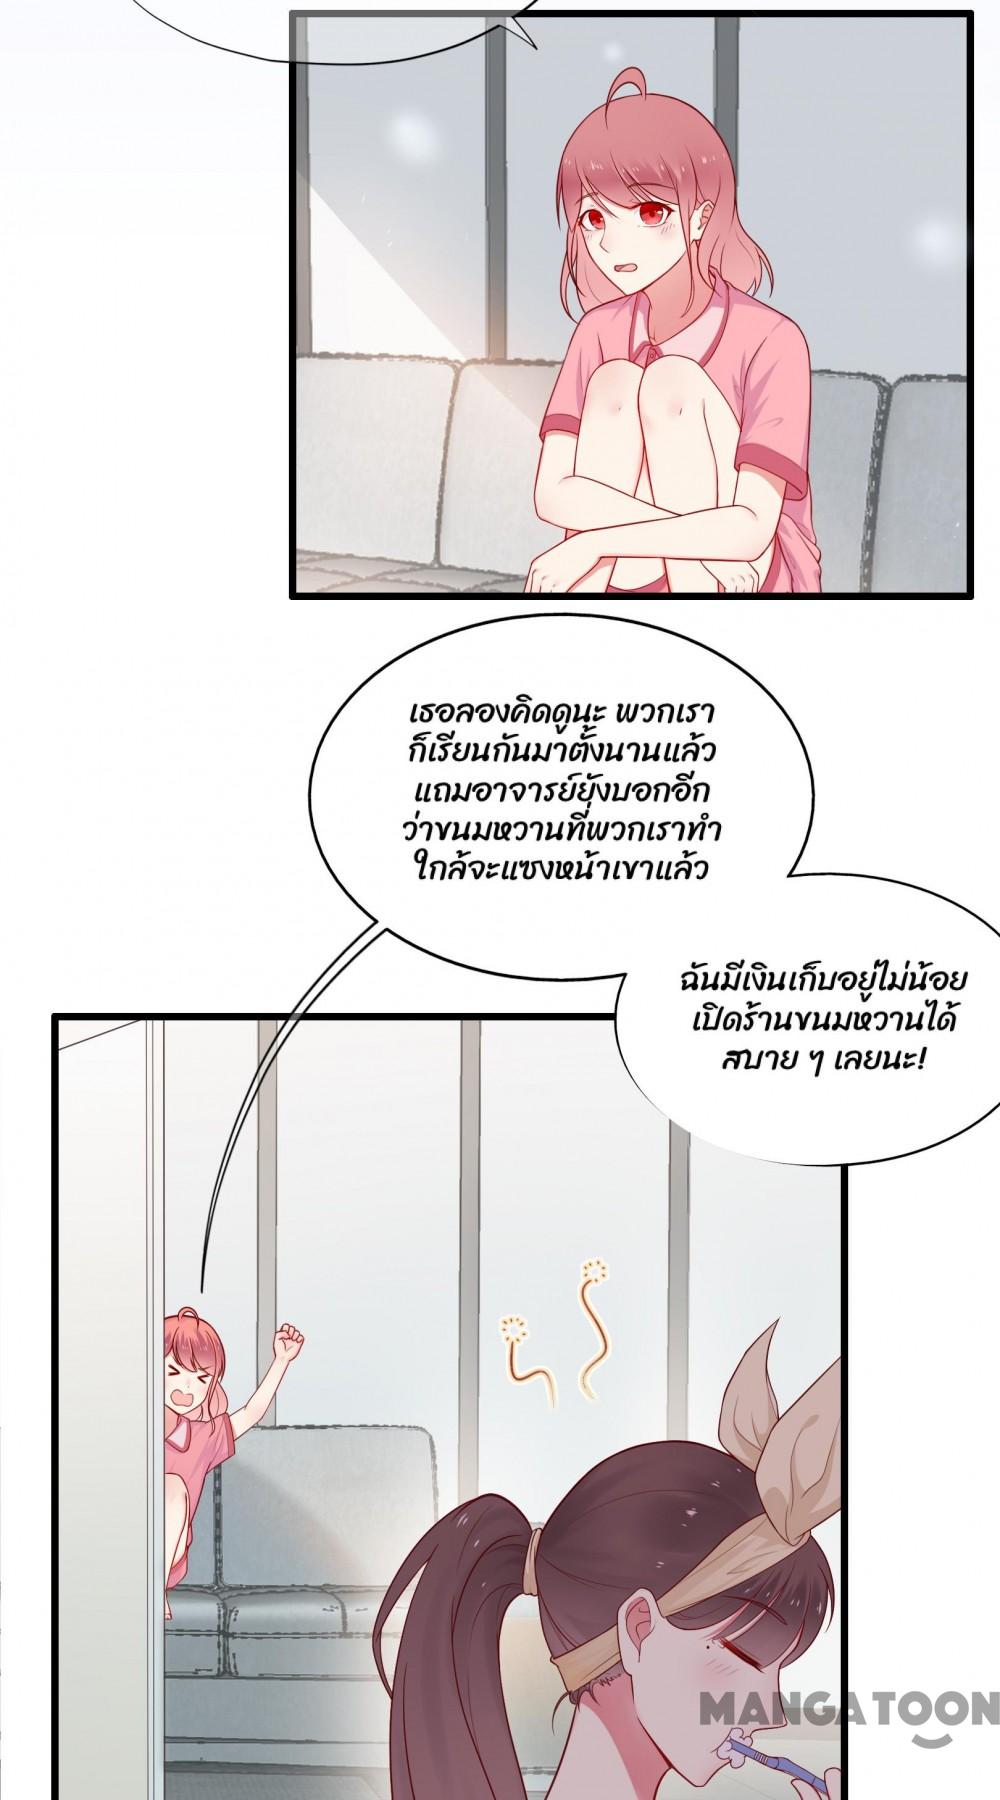 เธอลองคิดดูนะ พวกเรา
ก็เรียนกันมาตั้งนานแล้ว
แถมอาจารย์ยังบอกอีก
ว่าขนมหวานที่พวกเราทำ
ใกล้จะแซงหน้าเขาแล้ว
ฉันมีเงินเก็บอยู่ไม่น้อย
เปิดร้านขนมหวานได้
สบาย ๆ เลยนะ!
MANGATOON